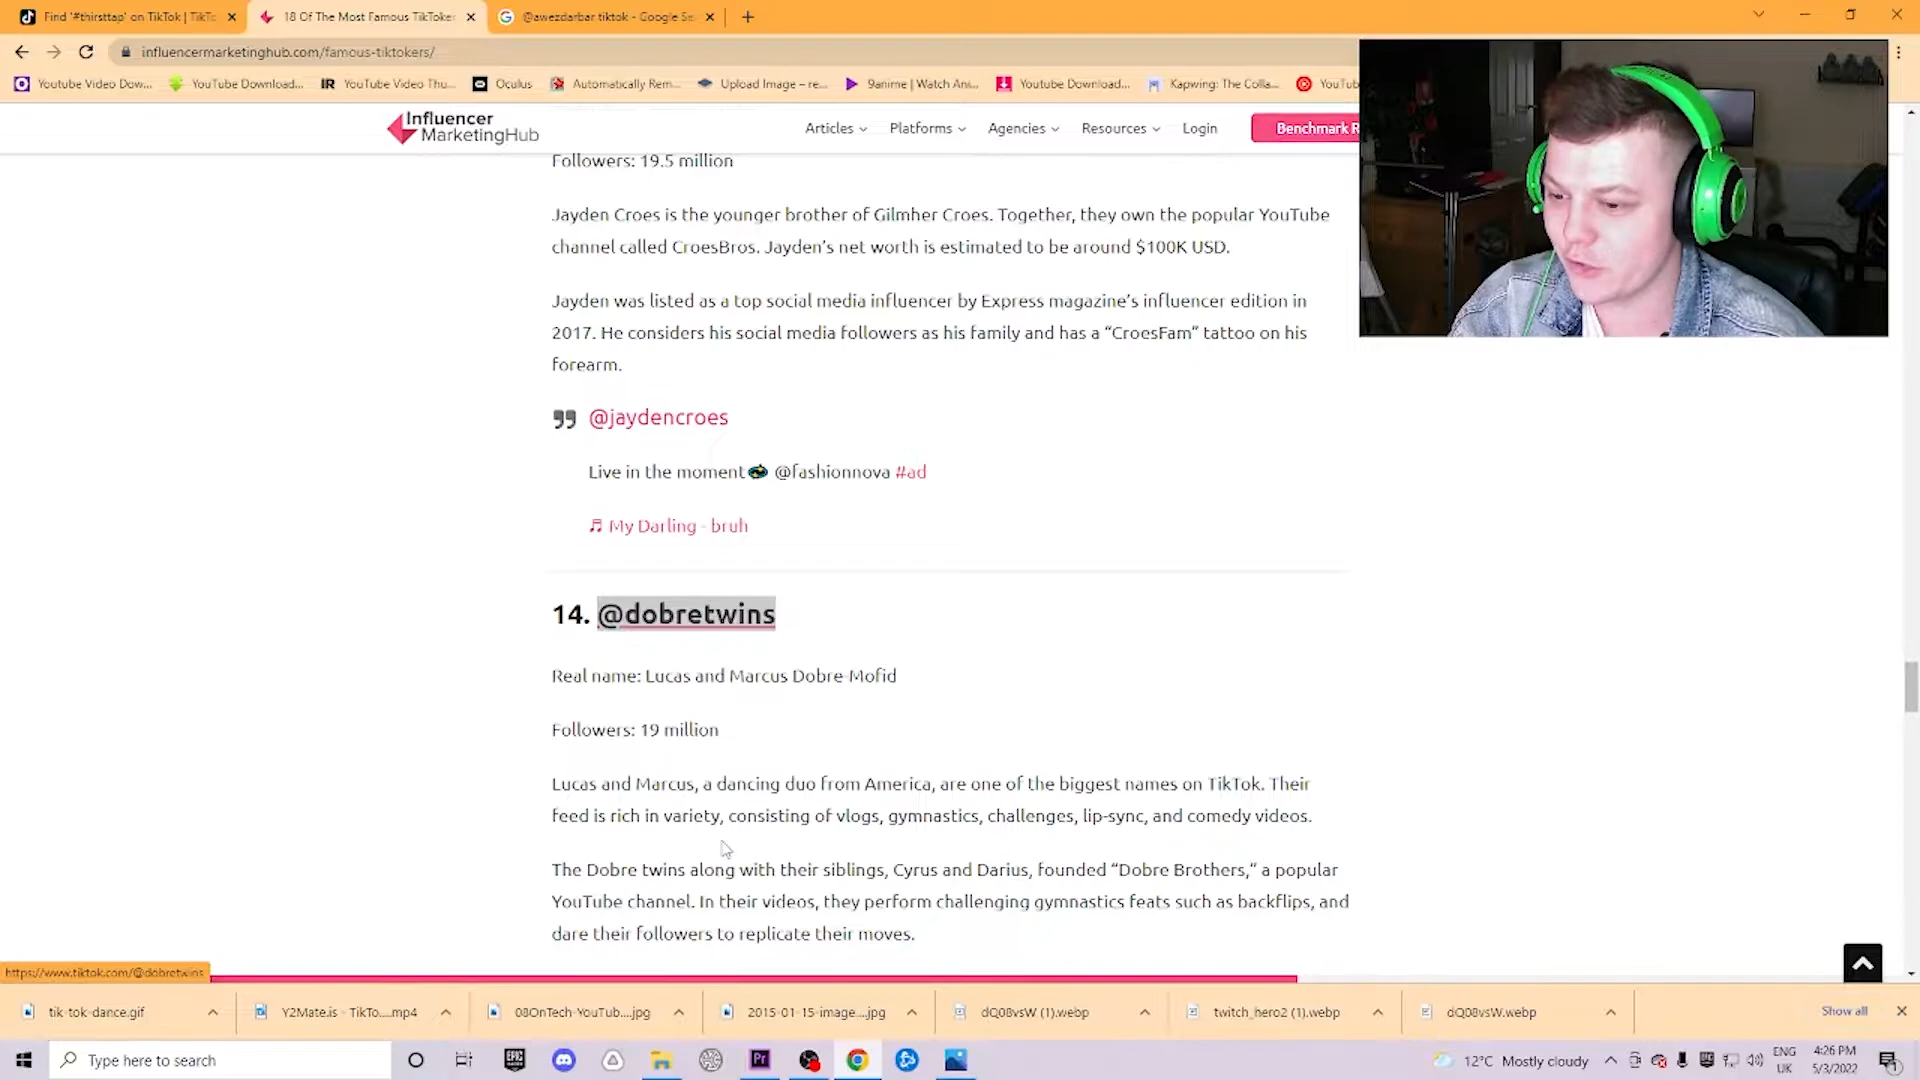 Find '#thirsttap' on TikTok | TikTo
18 Of The Most Famous TikToker
@awezdarbar tiktok - Google Se
influencermarketinghub.com/famous-tiktokers/
Youtube Video Dow...
YouTube Download...
IR YouTube Video Thu...
Oculus
Automatically Rem...
Upload Image – re...
9anime | Watch Ani...
Youtube Download...
Kapwing: The Colla...
YouTu
Influencer
MarketingHub
Articles
Platforms
Agencies
Resources
Login
Benchmark R
Followers: 19.5 million
Jayden Croes is the younger brother of Gilmher Croes. Together, they own the popular YouTube
channel called CroesBros. Jayden’s net worth is estimated to be around $100K USD.
Jayden was listed as a top social media influencer by Express magazine’s influencer edition in
2017. He considers his social media followers as his family and has a “CroesFam” tattoo on his
forearm.
@jaydencroes
Live in the moment @fashionnova #ad
♬ My Darling - bruh
14. @dobretwins
Real name: Lucas and Marcus Dobre-Mofid
Followers: 19 million
Lucas and Marcus, a dancing duo from America, are one of the biggest names on TikTok. Their
feed is rich in variety, consisting of vlogs, gymnastics, challenges, lip-sync, and comedy videos.
The Dobre twins along with their siblings, Cyrus and Darius, founded “Dobre Brothers,” a popular
YouTube channel. In their videos, they perform challenging gymnastics feats such as backflips, and
dare their followers to replicate their moves.
https://www.tiktok.com/@dobretwins
tik-tok-dance.gif
Y2Mate.is - TikTo....mp4
08OnTech-YouTub....jpg
2015-01-15-image....jpg
dQ08vsW (1).webp
twitch_hero2 (1).webp
dQ08vsW.webp
Show all
Type here to search
EPIC
Pr
12°C Mostly cloudy
ENG
UK
4:26 PM
5/3/2022
1